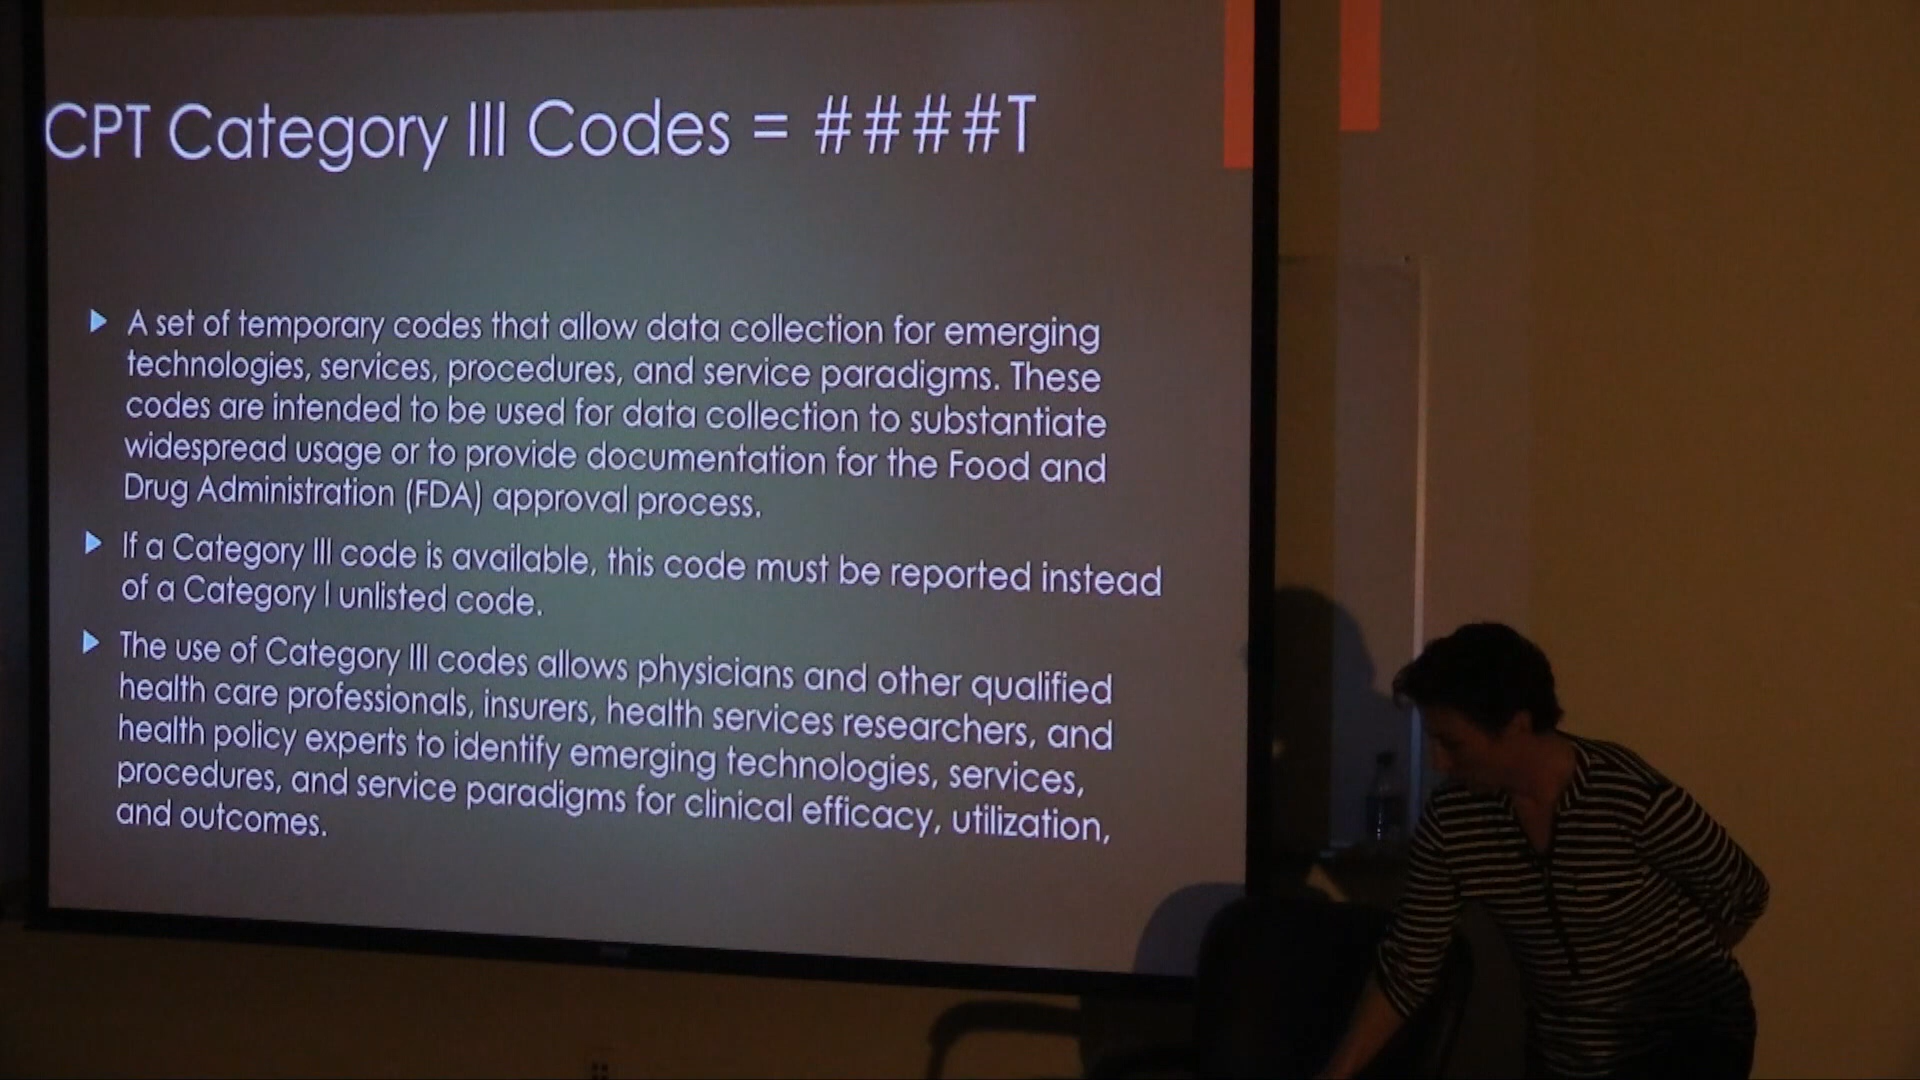 CPT Category III Codes = ####T
A set of temporary codes that allow data collection for emerging
technologies, services, procedures, and service paradigms. These
codes are intended to be used for data collection to substantiate
widespread usage or to provide documentation for the Food and
Drug Administration (FDA) approval process.
If a Category III code is available, this code must be reported instead
of a Category I unlisted code.
The use of Category III codes allows physicians and other qualified
health care professionals, insurers, health services researchers, and
health policy experts to identify emerging technologies, services,
procedures, and service paradigms for clinical efficacy, utilization,
and outcomes.